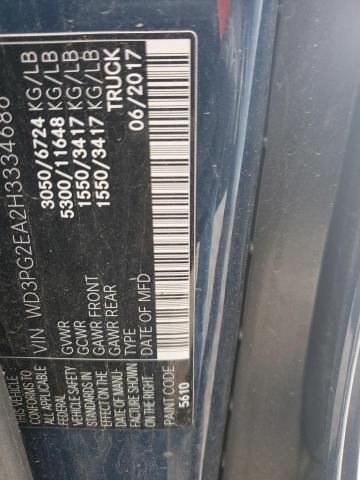 VIN WD3PG2EA2H3334686
GVWR 3050/6724 KG/LB
GCWR 5300/11648 KG/LB
GAWR FRONT 1550/3417 KG/LB
GAWR REAR 1550/3417 KG/LB
TYPE TRUCK
DATE OF MFD 06/2017
THIS VEHICLE
CONFORMS TO
ALL APPLICABLE
FEDERAL
VEHICLE SAFETY
STANDARDS IN
EFFECT ON THE
DATE OF MANU-
FACTURE SHOWN
ON THE RIGHT.
PAINT CODE
5610